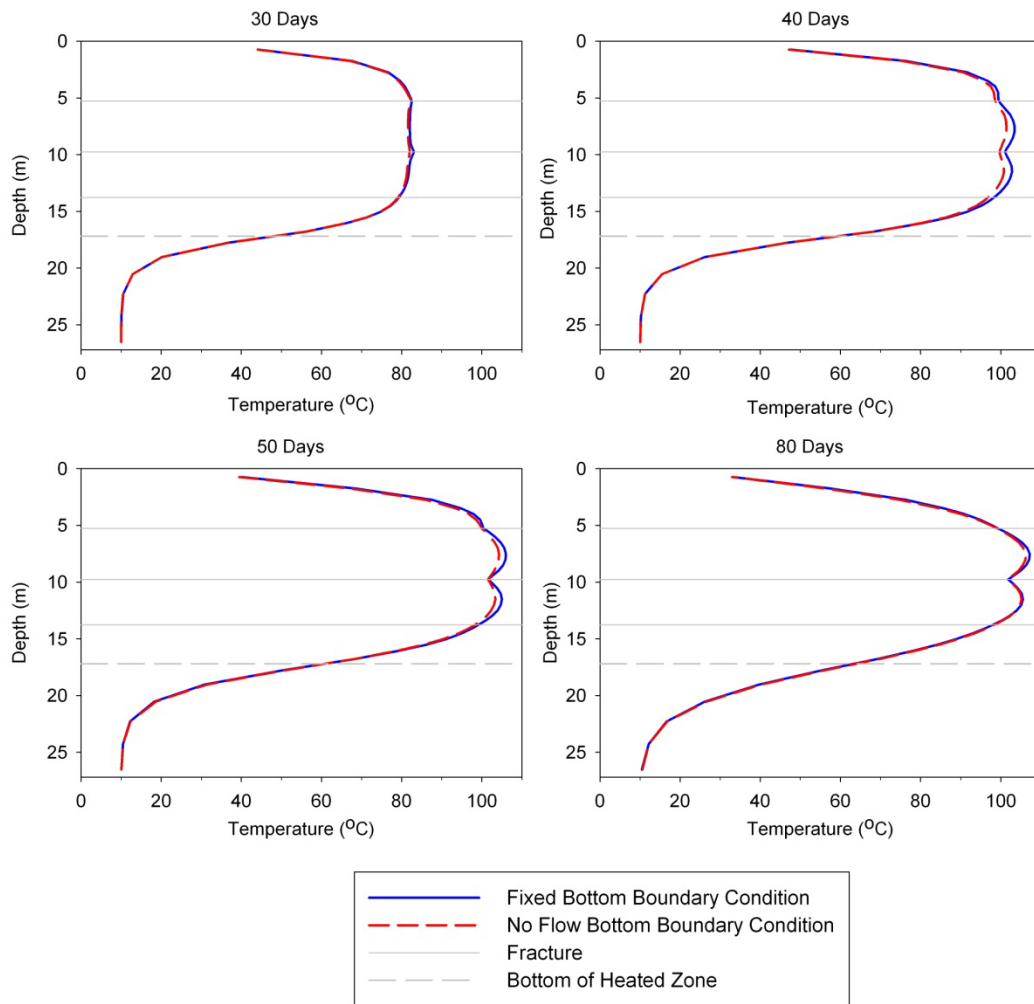 30 Days
0
5
10
15
20
25
Depth (m)
0 20 40 60 80 100
Temperature (°C)
40 Days
0
5
10
15
20
25
Depth (m)
0 20 40 60 80 100
Temperature (°C)
50 Days
0
5
10
15
20
25
Depth (m)
0 20 40 60 80 100
Temperature (°C)
80 Days
0
5
10
15
20
25
Depth (m)
0 20 40 60 80 100
Temperature (°C)
Fixed Bottom Boundary Condition
No Flow Bottom Boundary Condition
Fracture
Bottom of Heated Zone